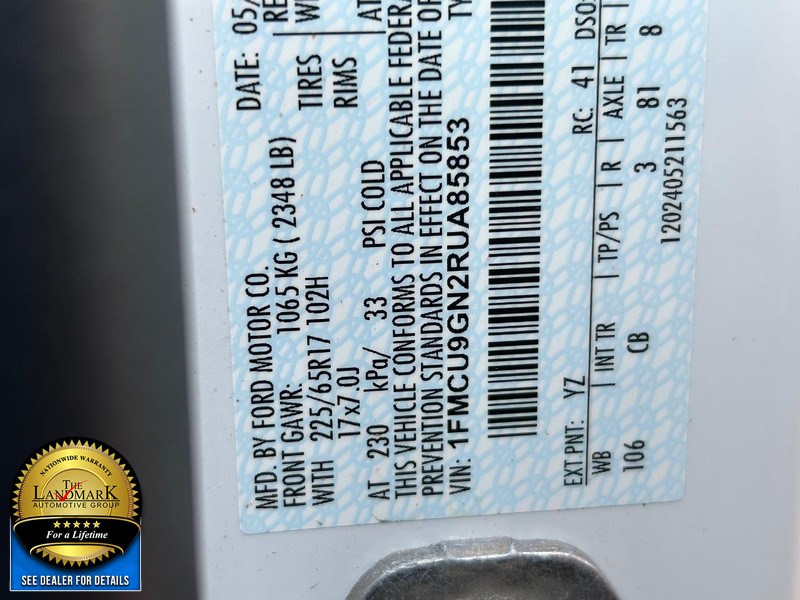 MFD. BY FORD MOTOR CO.
DATE: 05/
FRONT GAWR: 1065 KG ( 2348 LB)
WITH 225/65R17 102H TIRES
17x7.0J RIMS
AT 230 kPa/ 33 PSI COLD AT
THIS VEHICLE CONFORMS TO ALL APPLICABLE FEDERA
PREVENTION STANDARDS IN EFFECT ON THE DATE OF
VIN: 1FMCU9GN2RUA85853 TY
EXT PNT: YZ RC: 41 DSO:
WB | INT TR | TP/PS | R | AXLE | TR |
106 CB 3 81 8
1202405211563
NATIONWIDE WARRANTY
THE
LANDMARK
AUTOMOTIVE GROUP
For a Lifetime
SEE DEALER FOR DETAILS